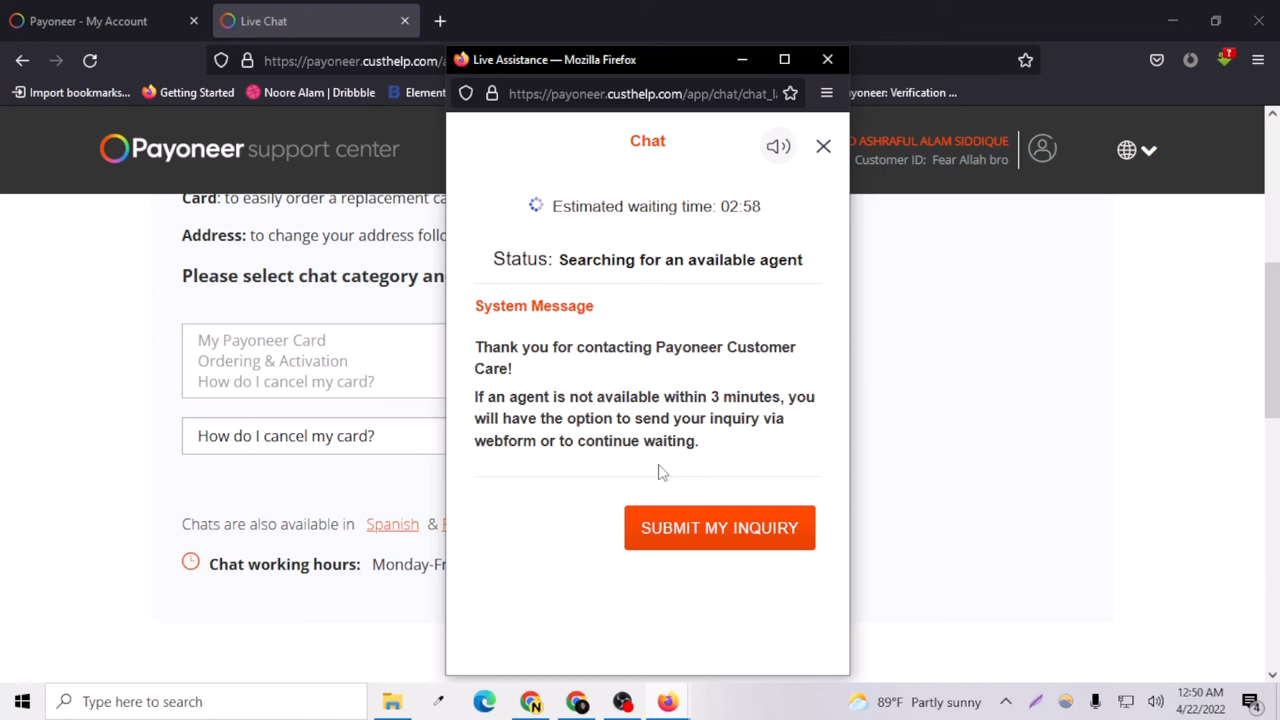 Payoneer - My Account
Live Chat
https://payoneer.custhelp.com/a
Import bookmarks...
Getting Started
Noore Alam | Dribbble
Element
Payoneer: Verification ...
Live Assistance — Mozilla Firefox
https://payoneer.custhelp.com/app/chat/chat_l
Payoneer support center
ASHRAFUL ALAM SIDDIQUE
Customer ID: Fear Allah bro
Card: to easily order a replacement ca
Address: to change your address follo
Please select chat category an
My Payoneer Card
Ordering & Activation
How do I cancel my card?
How do I cancel my card?
Chats are also available in Spanish &
Chat working hours: Monday-Fr
Chat
Estimated waiting time: 02:58
Status: Searching for an available agent
System Message
Thank you for contacting Payoneer Customer
Care!
If an agent is not available within 3 minutes, you
will have the option to send your inquiry via
webform or to continue waiting.
SUBMIT MY INQUIRY
Type here to search
89°F Partly sunny
12:50 AM
4/22/2022
4